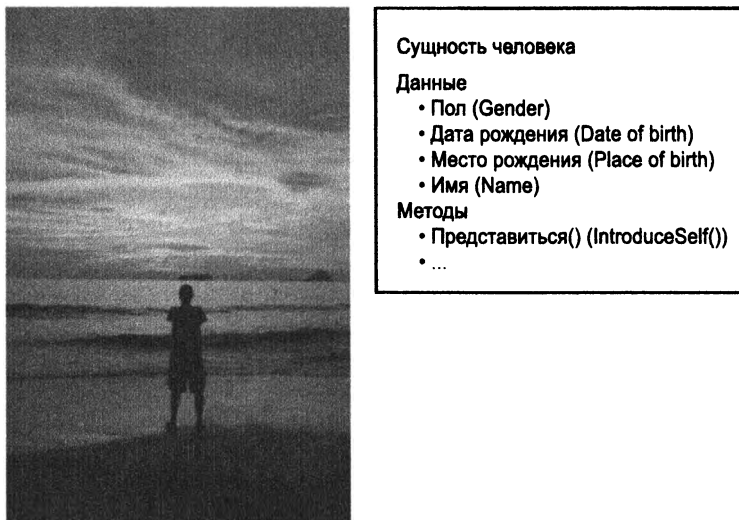 Сущность человека
Данные
• Пол (Gender)
• Дата рождения (Date of birth)
• Место рождения (Place of birth)
• Имя (Name)
Методы
• Представиться() (IntroduceSelf())
• ...